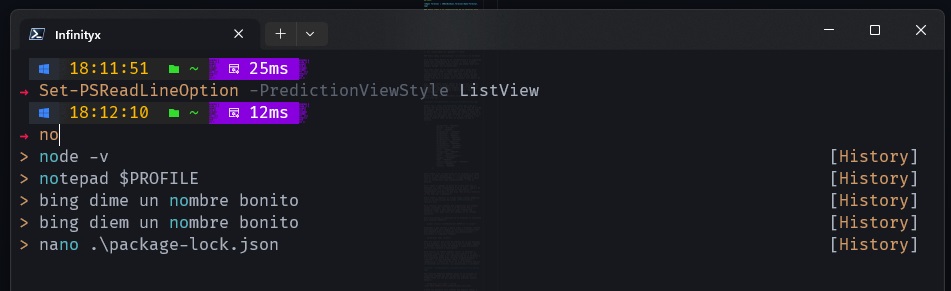 Infinityx
18:11:51 ~ 25ms
→ Set-PSReadLineOption -PredictionViewStyle ListView
18:12:10 ~ 12ms
→ no
> node -v [History]
> notepad $PROFILE [History]
> bing dime un nombre bonito [History]
> bing diem un nombre bonito [History]
> nano .\package-lock.json [History]